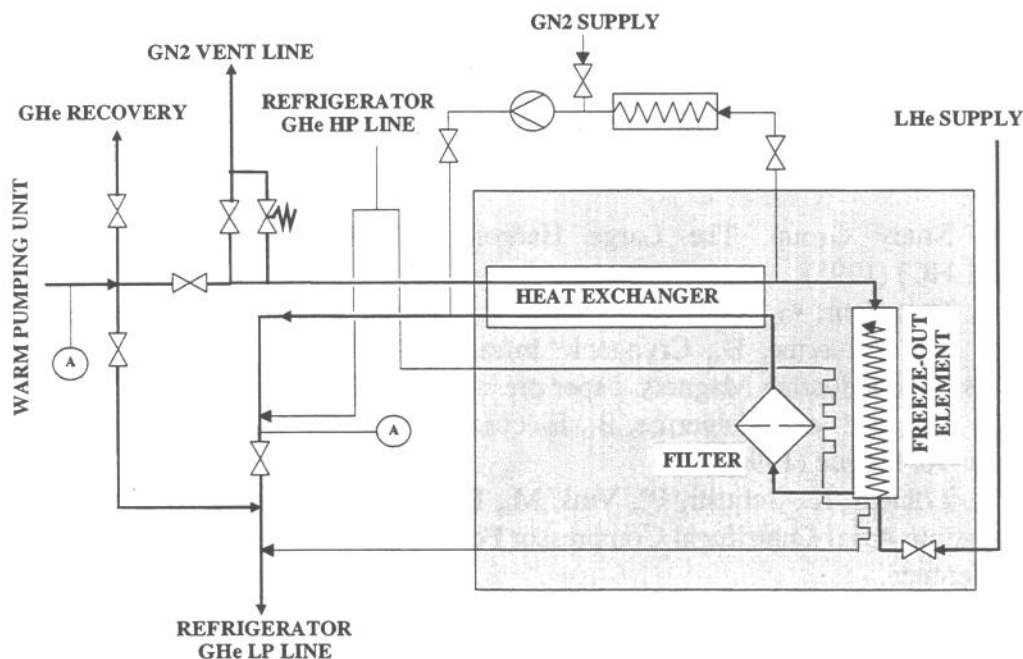 GN2 SUPPLY
GN2 VENT LINE
GHe RECOVERY
REFRIGERATOR
GHe HP LINE
LHe SUPPLY
WARM PUMPING UNIT
HEAT EXCHANGER
A
A
FILTER
FREEZE-OUT
ELEMENT
REFRIGERATOR
GHe LP LINE